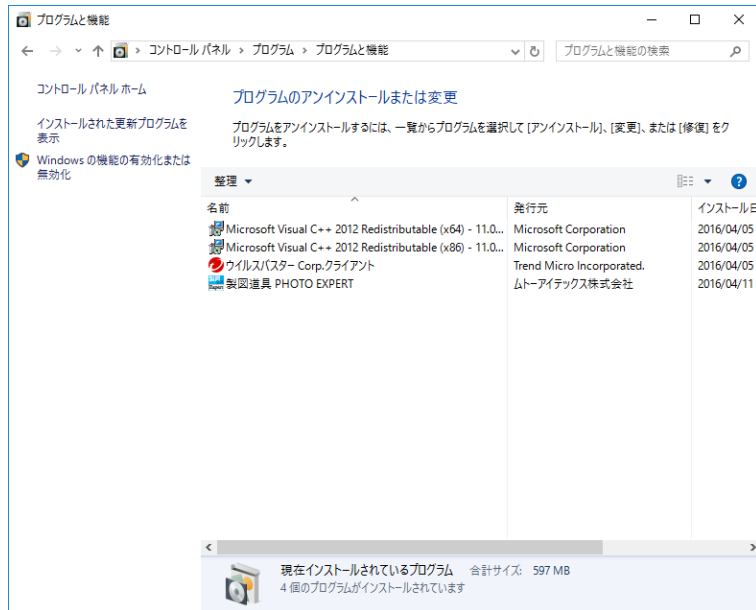 プログラムと機能
コントロール パネル › プログラム › プログラムと機能
プログラムと機能の検索
コントロール パネル ホーム
インストールされた更新プログラムを
表示
Windows の機能の有効化または
無効化
プログラムのアンインストールまたは変更
プログラムをアンインストールするには、一覧からプログラムを選択して [アンインストール]、[変更]、または [修復] をク
リックします。
整理
名前 発行元 インストール日
Microsoft Visual C++ 2012 Redistributable (x64) - 11.0... Microsoft Corporation 2016/04/05
Microsoft Visual C++ 2012 Redistributable (x86) - 11.0... Microsoft Corporation 2016/04/05
ウイルスバスター Corp.クライアント Trend Micro Incorporated. 2016/04/05
製図道具 PHOTO EXPERT ムトーアイテックス株式会社 2016/04/11
現在インストールされているプログラム 合計サイズ: 597 MB
4 個のプログラムがインストールされています